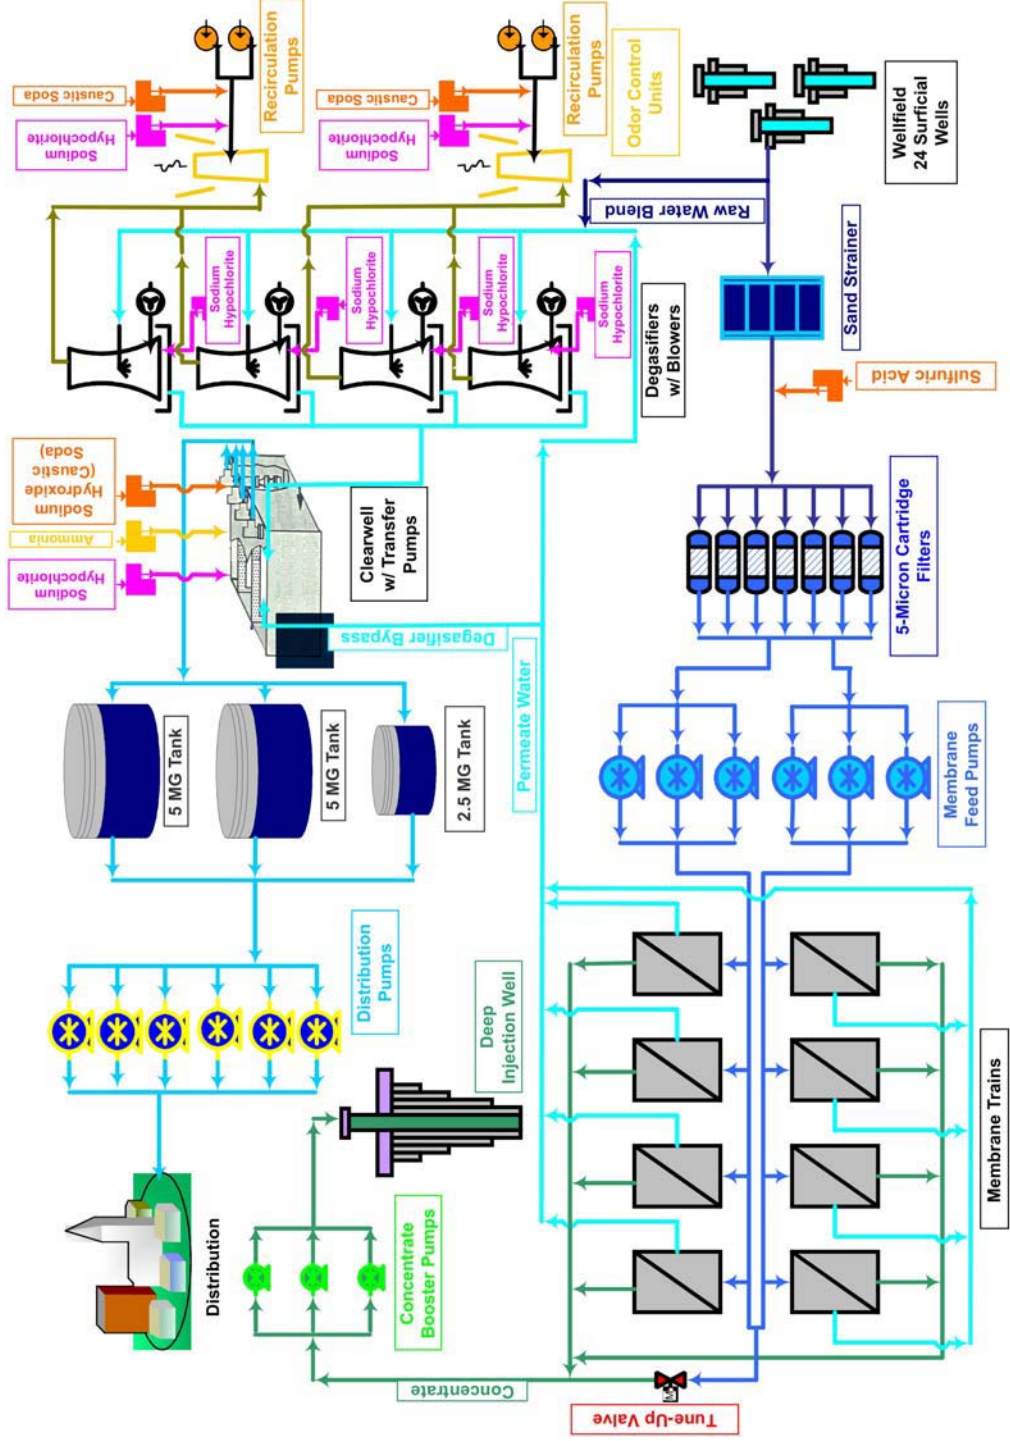 Caustic Soda
Sodium
Hypochlorite
Recirculation
Pumps
Caustic Soda
Sodium
Hypochlorite
Recirculation
Pumps
Odor Control
Units
Wellfield
24 Surficial
Wells
Raw Water Blend
Sand Strainer
Sulfuric Acid
Sodium
Hypochlorite
Sodium
Hypochlorite
Sodium
Hypochlorite
Sodium
Hypochlorite
Degasifiers
w/ Blowers
Sodium
Hydroxide
(Caustic
Soda)
Ammonia
Sodium
Hypochlorite
Clearwell
w/ Transfer
Pumps
Degasifier Bypass
5-Micron Cartridge
Filters
Permeate Water
5 MG Tank
5 MG Tank
2.5 MG Tank
Membrane
Feed Pumps
Distribution
Pumps
Deep
Injection Well
Distribution
Concentrate
Booster Pumps
Membrane Trains
Concentrate
M
Tune-Up Valve